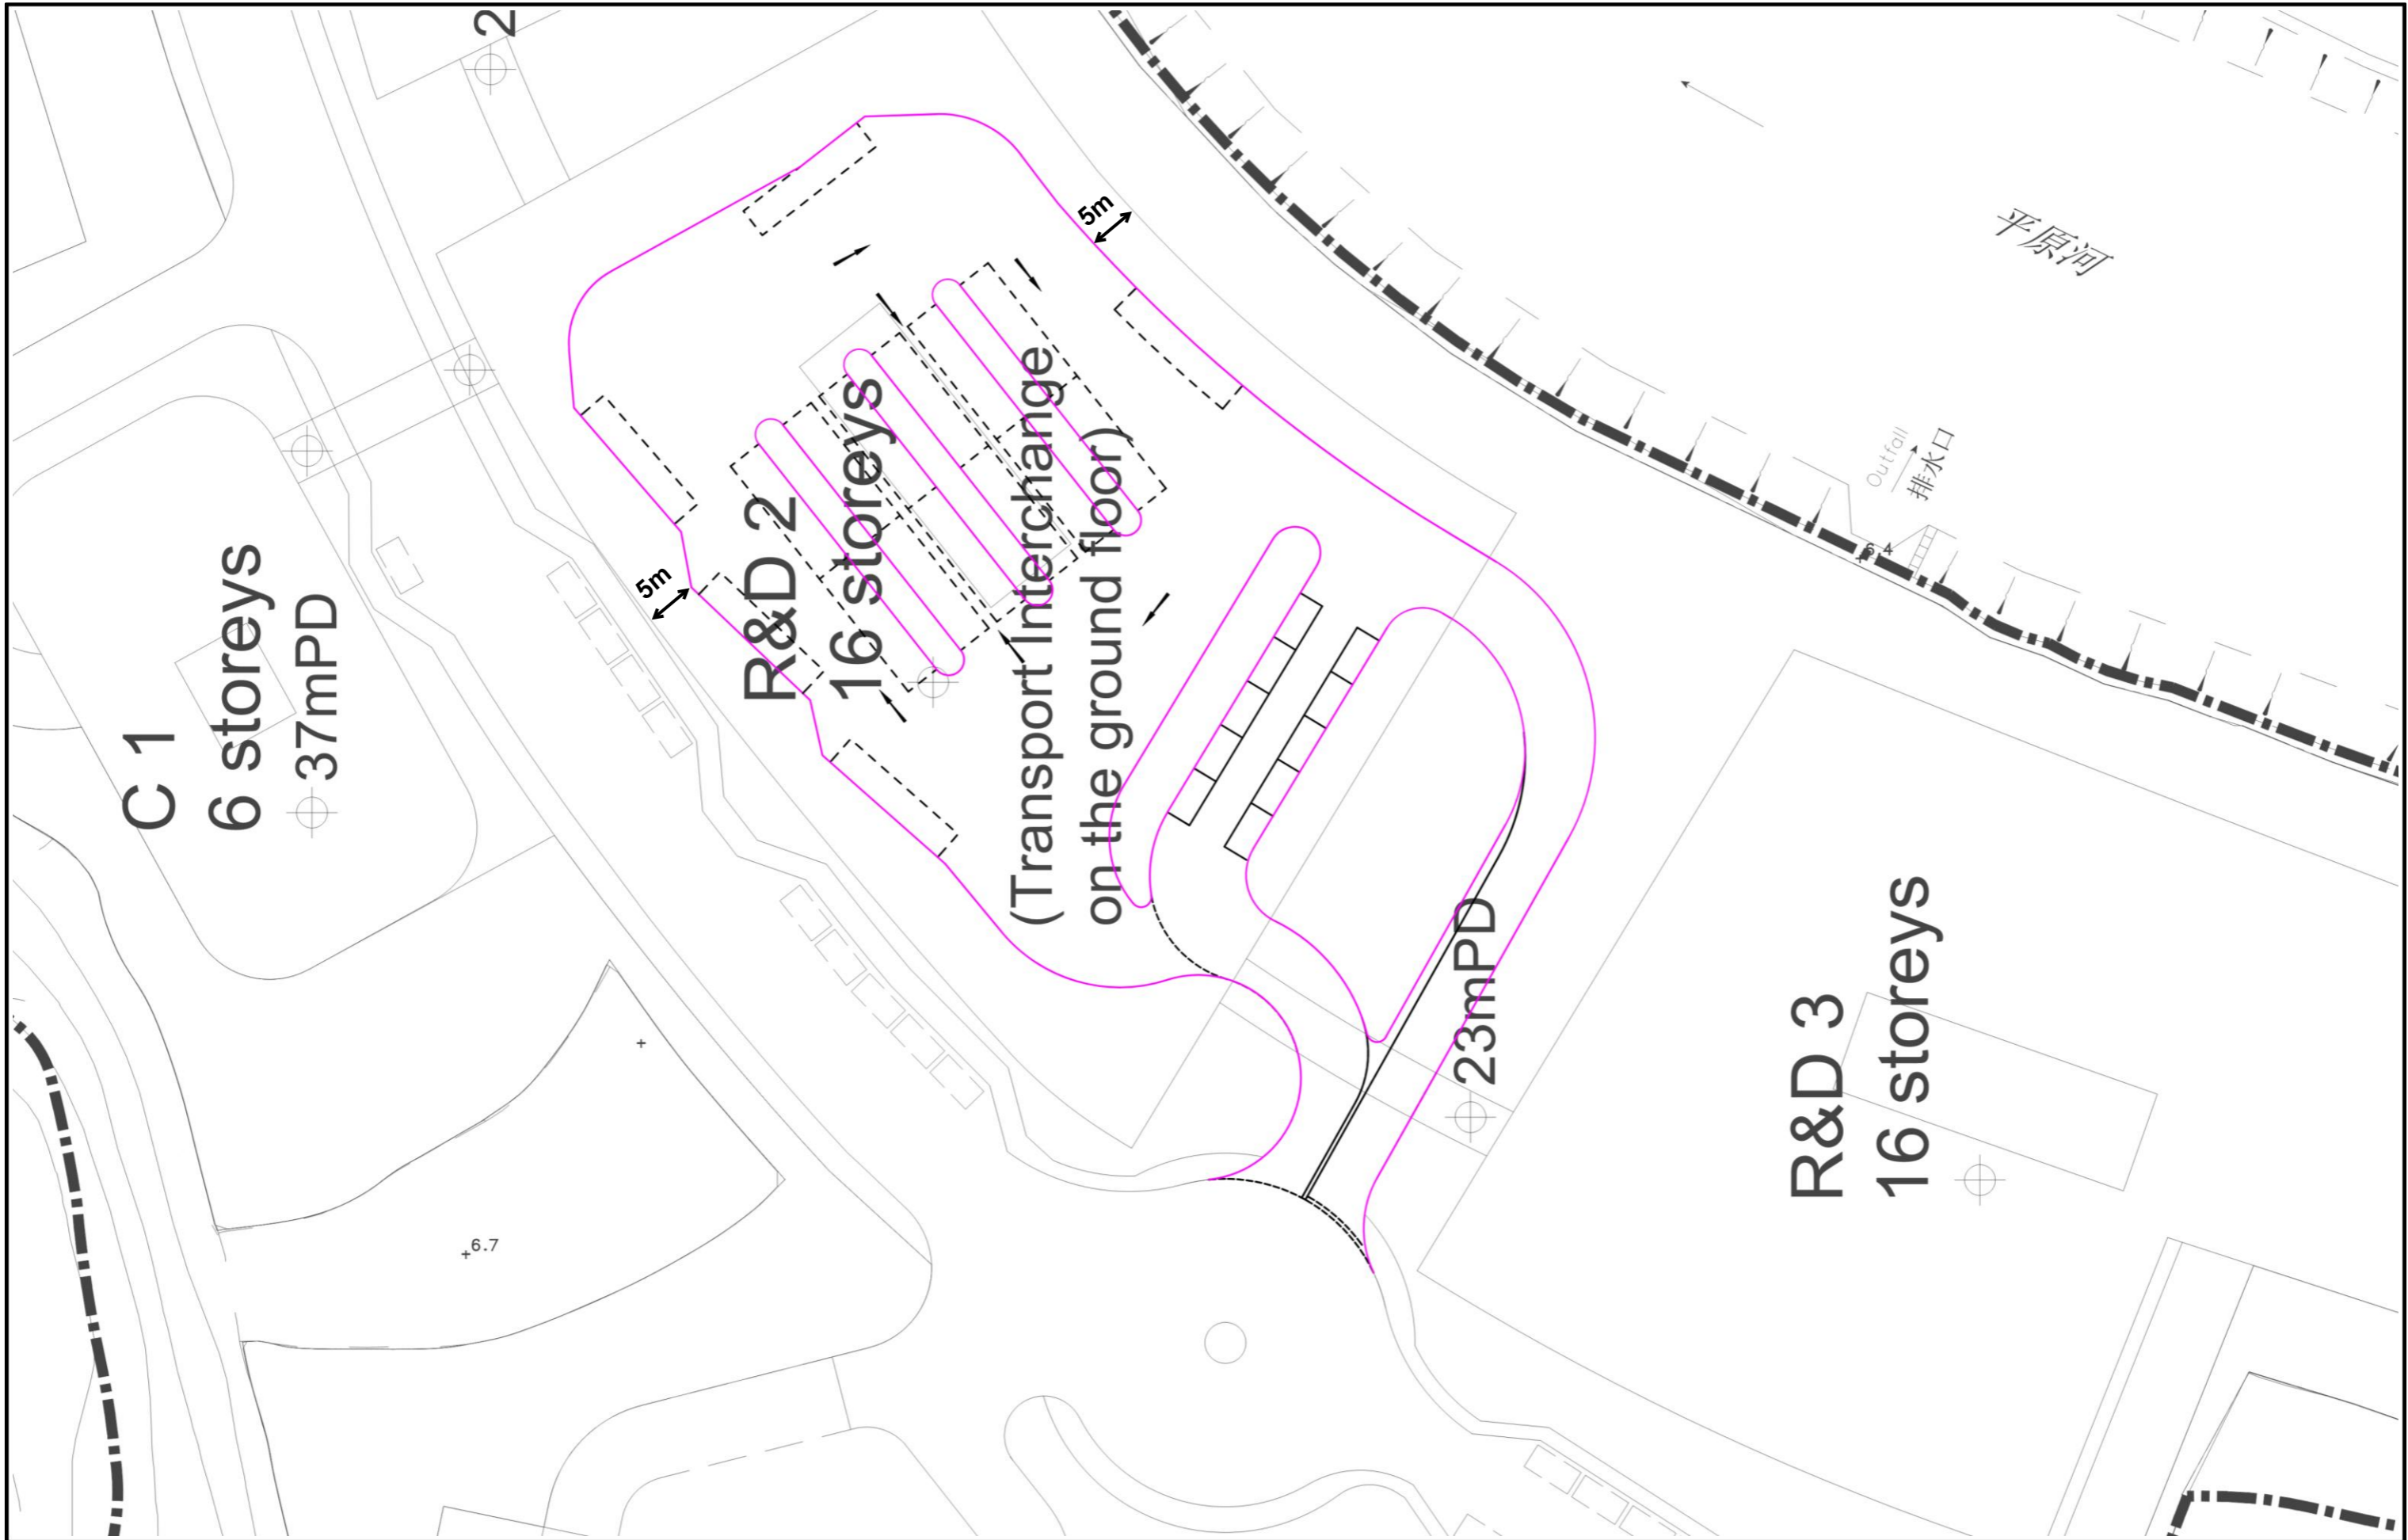 2
5m
平原河
Outfall
排水口
6.4
5m
C 1
6 storeys
37mPD
R&D 2
16 storeys
(Transport Interchange
on the ground floor)
23mPD
R&D 3
16 storeys
6.7